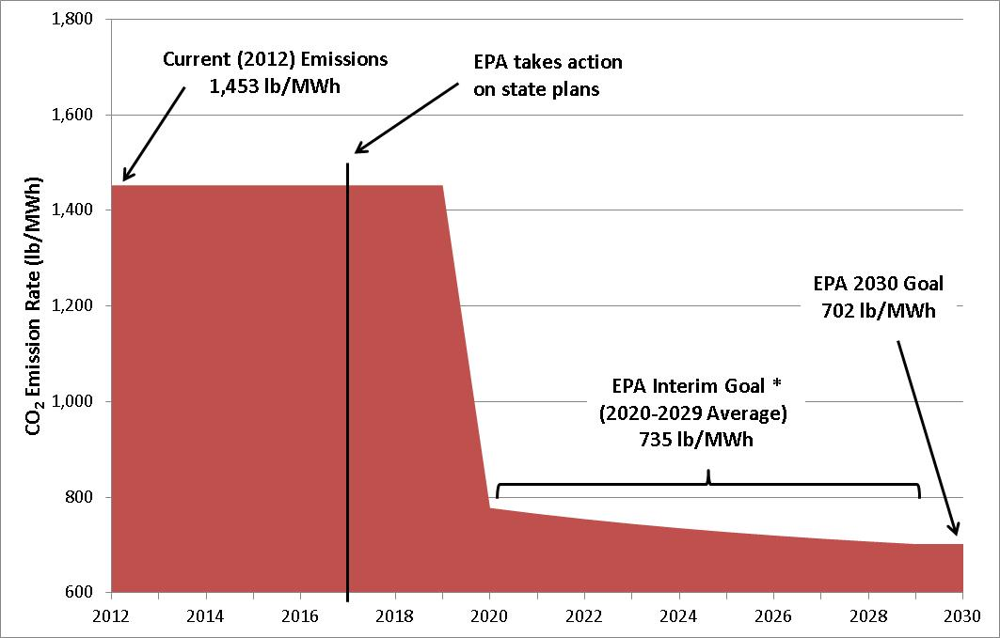 1,800
Current (2012) Emissions
1,453 lb/MWh
EPA takes action
on state plans
1,600
1,400
CO₂ Emission Rate (lb/MWh)
1,200
EPA 2030 Goal
702 lb/MWh
1,000
EPA Interim Goal *
(2020-2029 Average)
735 lb/MWh
800
600
2012 2014 2016 2018 2020 2022 2024 2026 2028 2030